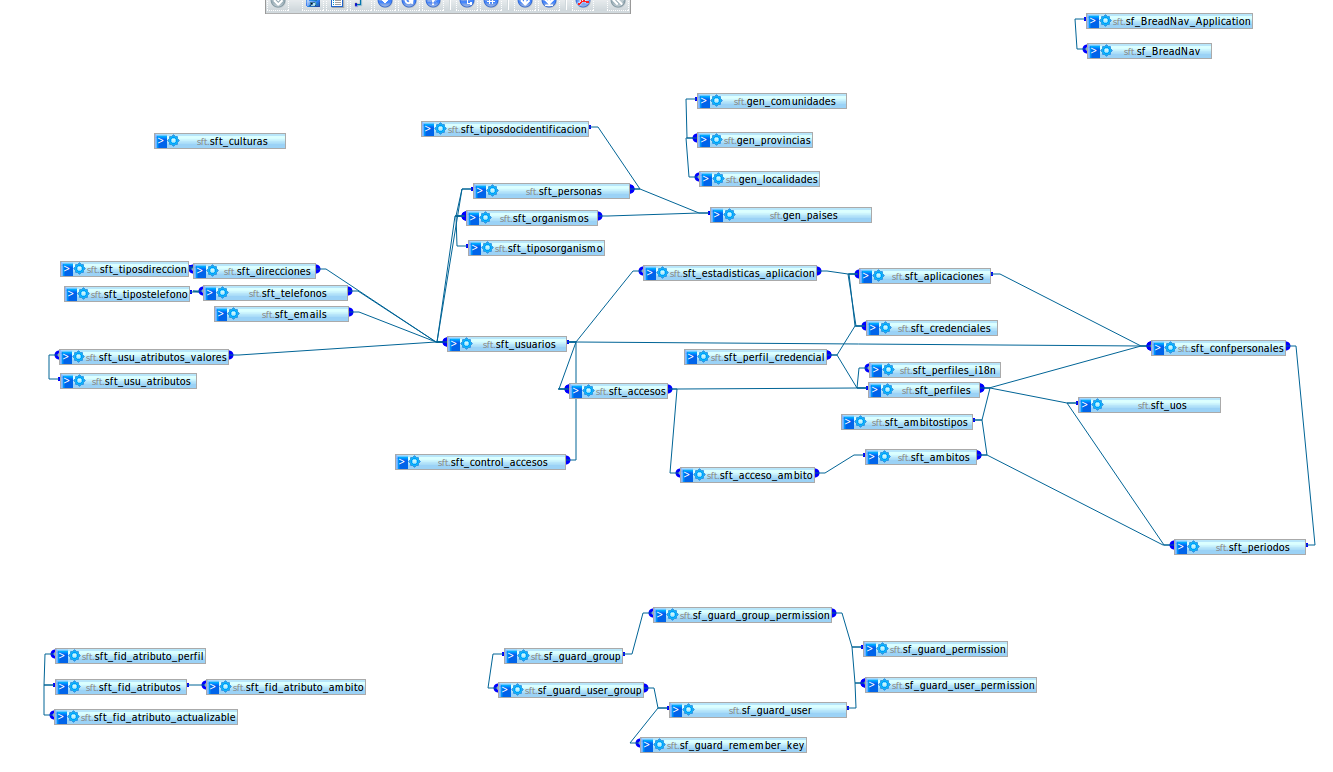 sft.sf_BreadNav_Application
sft.sf_BreadNav
sft.gen_comunidades
sft.sft_tiposdocidentificacion
sft.sft_culturas
sft.gen_provincias
sft.gen_localidades
sft.sft_personas
sft.sft_organismos
sft.gen_paises
sft.sft_tiposorganismo
sft.sft_tiposdireccion
sft.sft_direcciones
sft.sft_estadisticas_aplicacion
sft.sft_aplicaciones
sft.sft_tipostelefono
sft.sft_telefonos
sft.sft_emails
sft.sft_credenciales
sft.sft_usuarios
sft.sft_confpersonales
sft.sft_usu_atributos_valores
sft.sft_perfil_credencial
sft.sft_perfiles_i18n
sft.sft_usu_atributos
sft.sft_accesos
sft.sft_perfiles
sft.sft_uos
sft.sft_ambitostipos
sft.sft_control_accesos
sft.sft_ambitos
sft.sft_acceso_ambito
sft.sft_periodos
sft.sf_guard_group_permission
sft.sft_fid_atributo_perfil
sft.sf_guard_group
sft.sf_guard_permission
sft.sft_fid_atributos
sft.sft_fid_atributo_ambito
sft.sf_guard_user_group
sft.sf_guard_user_permission
sft.sft_fid_atributo_actualizable
sft.sf_guard_user
sft.sf_guard_remember_key